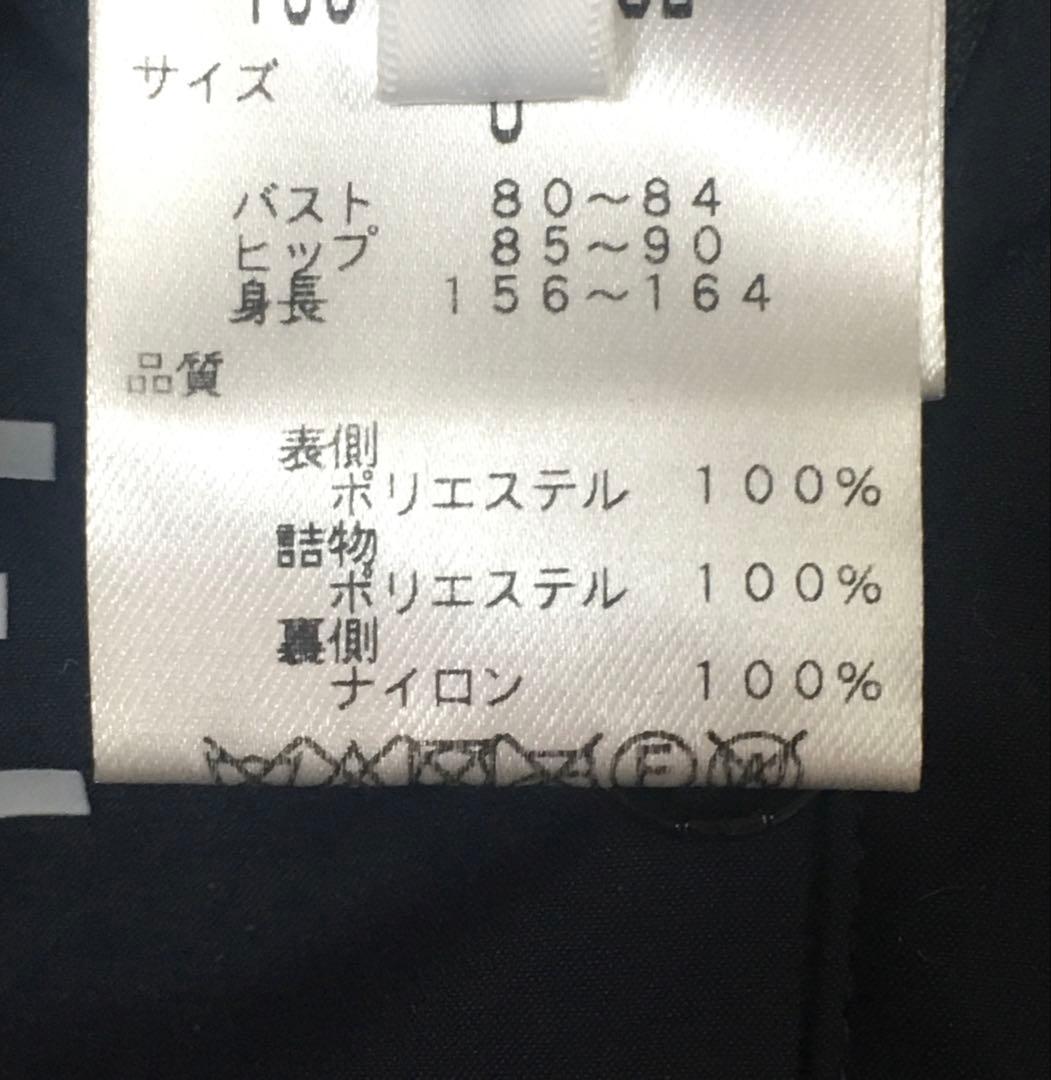 サイズ
バスト 80～84
ヒップ 85～90
身長 156～164
品質
表側
ポリエステル 100%
詰物
ポリエステル 100%
裏側
ナイロン 100%
F